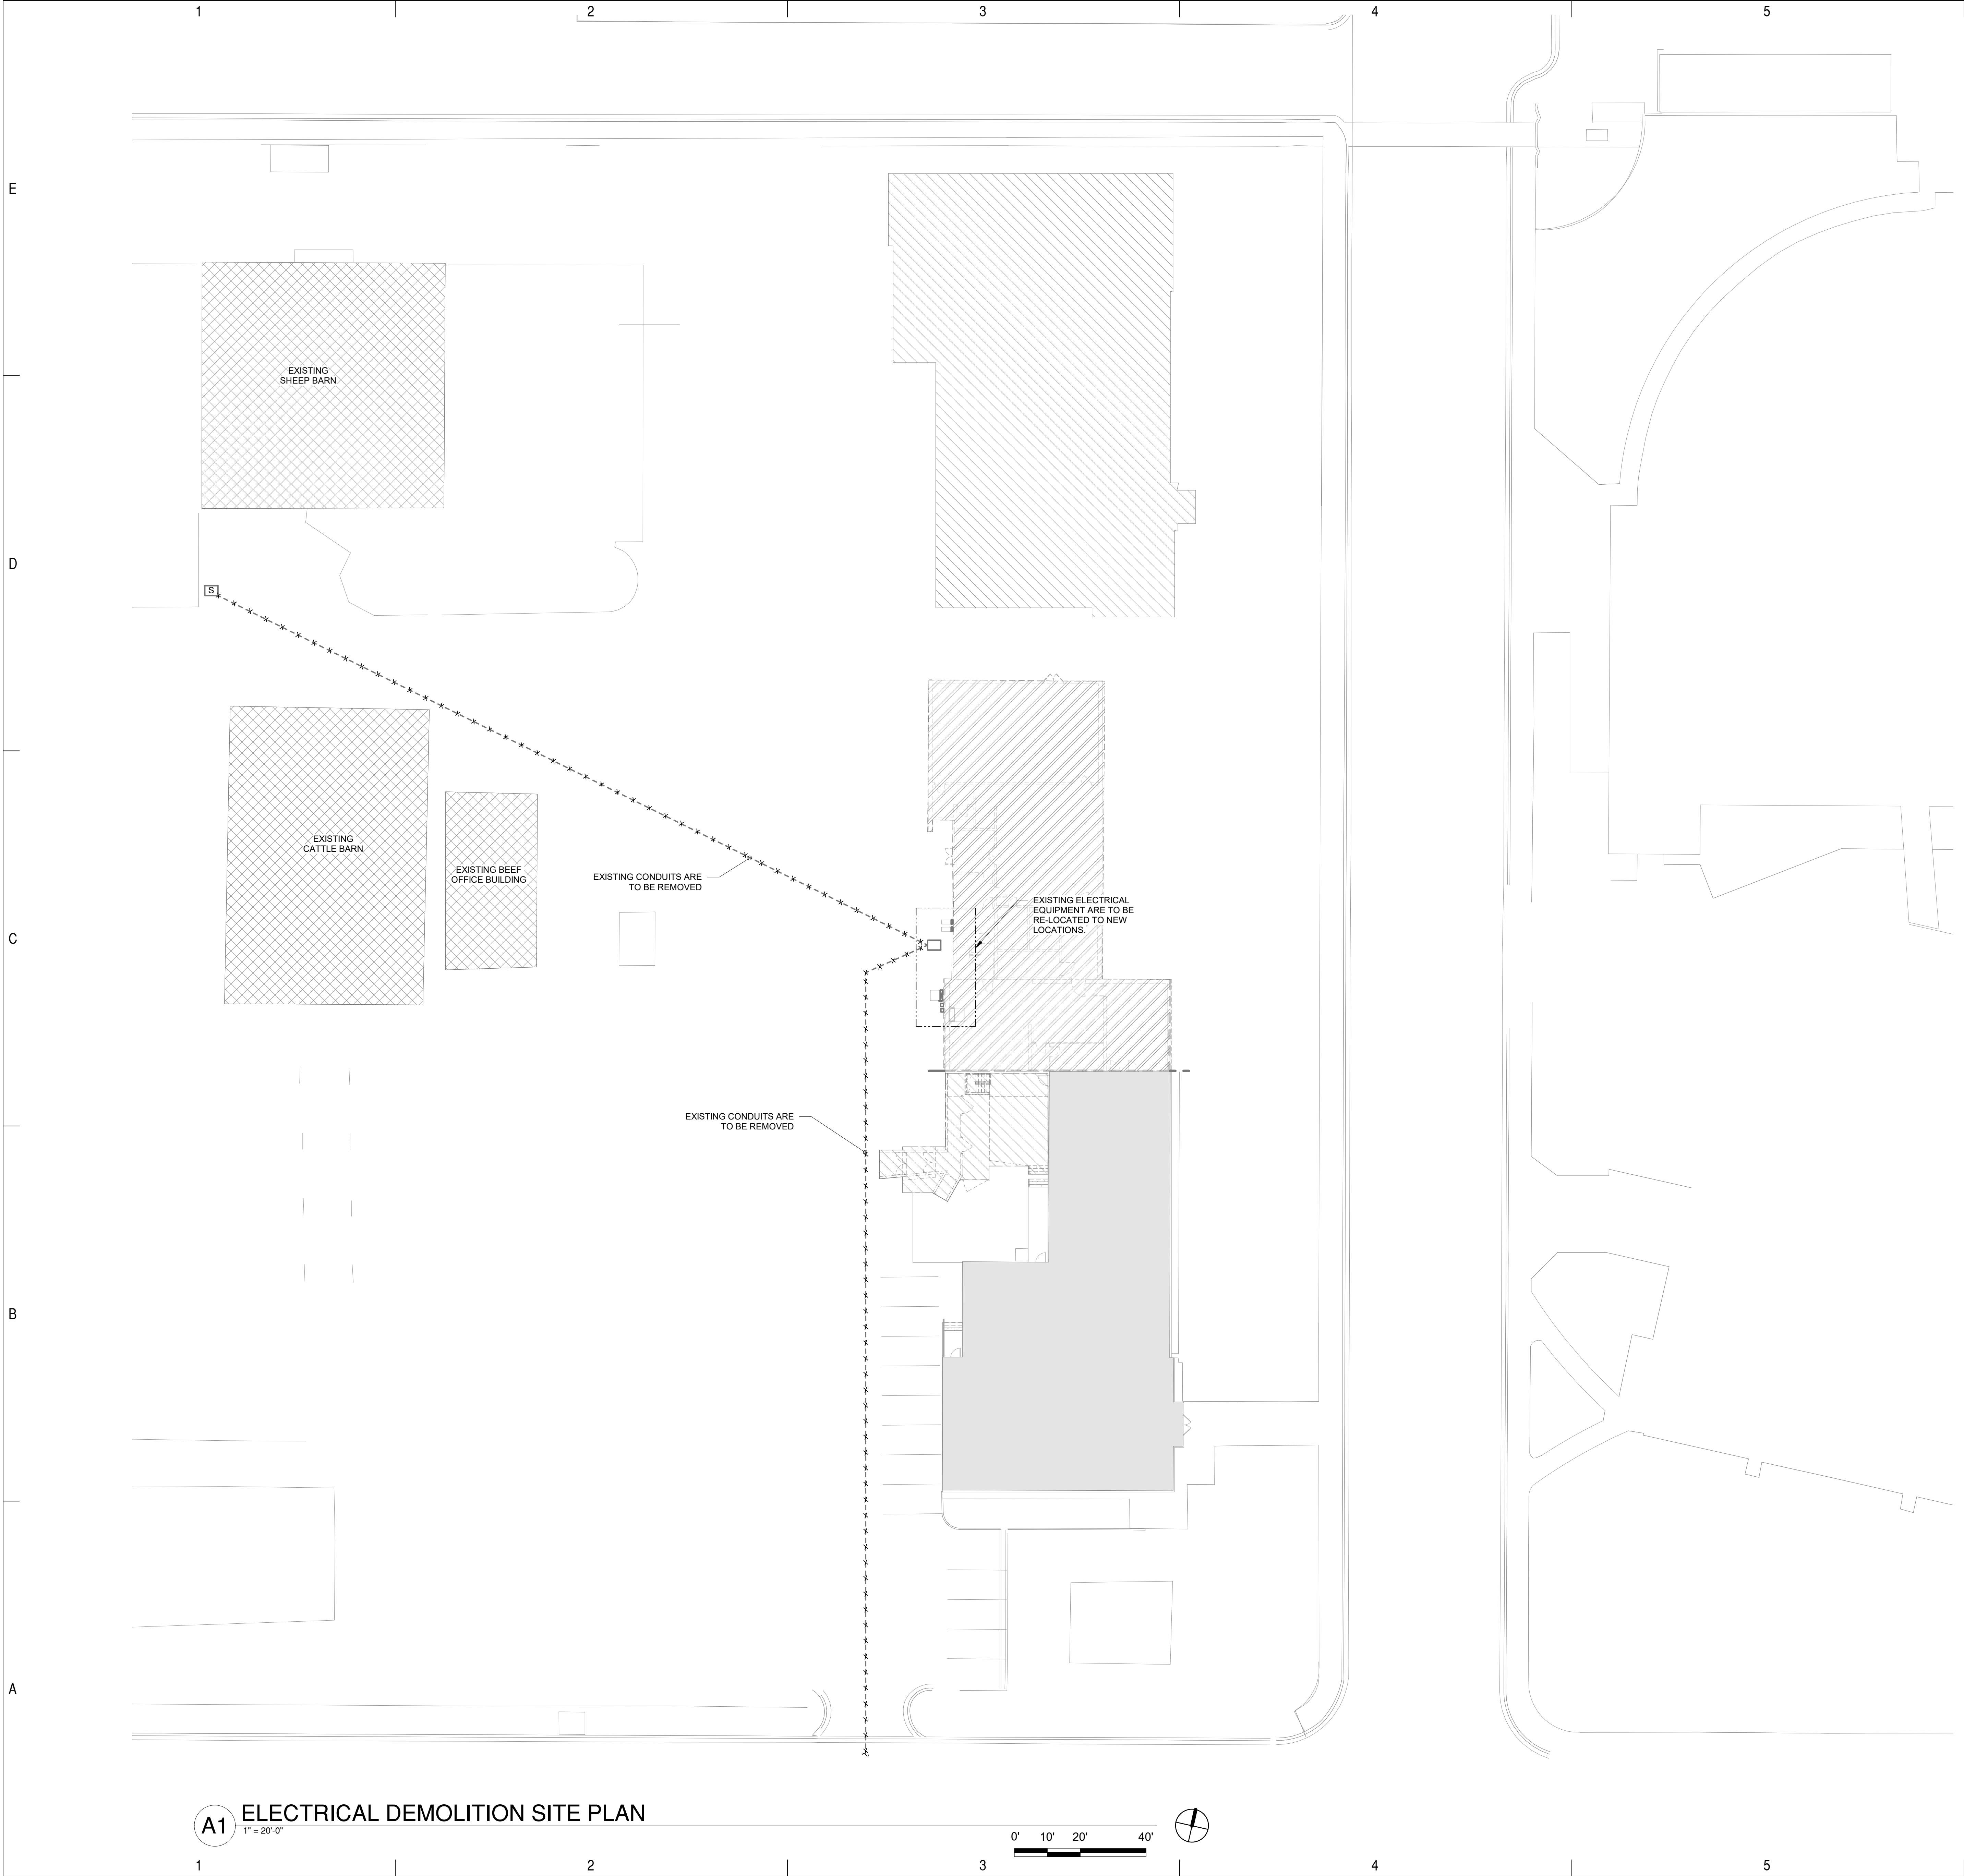 1 2 3 4 5
E
EXISTING
SHEEP BARN
D
S
EXISTING
CATTLE BARN
EXISTING BEEF
OFFICE BUILDING
EXISTING CONDUITS ARE
TO BE REMOVED
EXISTING ELECTRICAL
EQUIPMENT ARE TO BE
RE-LOCATED TO NEW
LOCATIONS.
C
EXISTING CONDUITS ARE
TO BE REMOVED
B
A
A1 ELECTRICAL DEMOLITION SITE PLAN
1" = 20'-0"
0' 10' 20' 40'
1 2 3 4 5